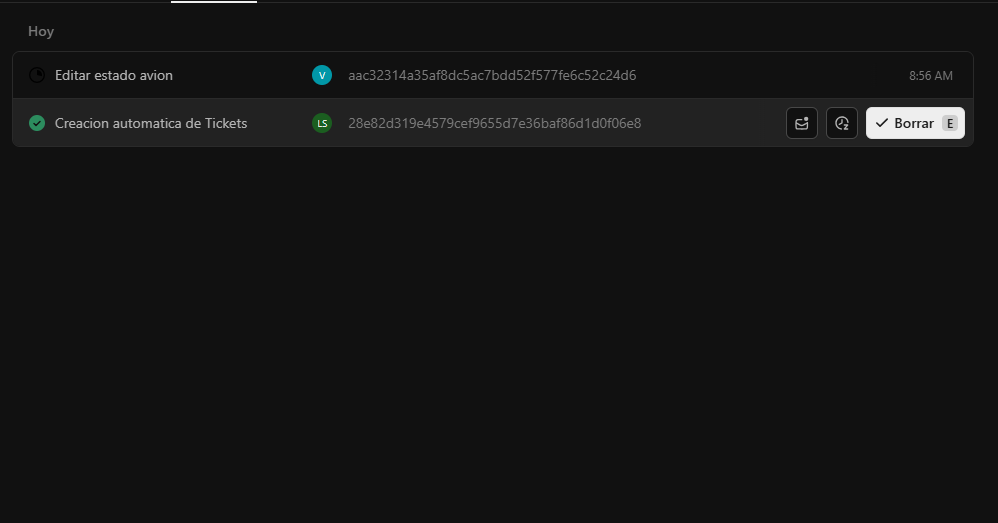 Hoy
Editar estado avion V aac32314a35af8dc5ac7bdd52f577fe6c52c24d6 8:56 AM
Creacion automatica de Tickets LS 28e82d319e4579cef9655d7e36baf86d1d0f06e8 Borrar E